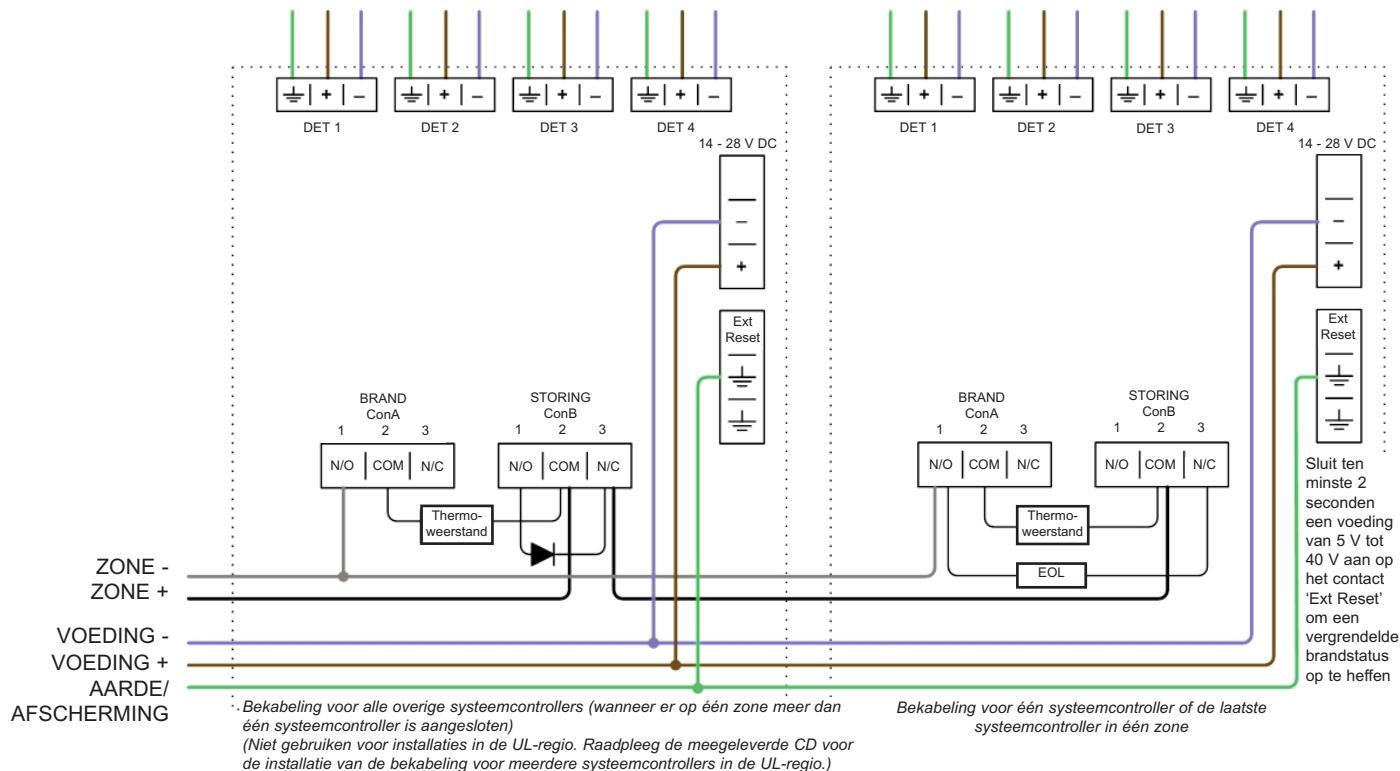 DET 1
DET 2
DET 3
DET 4
14 - 28 V DC
–
+
Ext
Reset
BRAND
ConA
1 2 3
N/O COM N/C
STORING
ConB
1 2 3
N/O COM N/C
Thermo-
weerstand
DET 1
DET 2
DET 3
DET 4
14 - 28 V DC
–
+
Ext
Reset
BRAND
ConA
1 2 3
N/O COM N/C
STORING
ConB
1 2 3
N/O COM N/C
Thermo-
weerstand
EOL
Sluit ten
minste 2
seconden
een voeding
van 5 V tot
40 V aan op
het contact
‘Ext Reset’
om een
vergrendelde
brandstatus
op te heffen
ZONE -
ZONE +
VOEDING -
VOEDING +
AARDE/
AFSCHERMING
Bekabeling voor alle overige systeemcontrollers (wanneer er op één zone meer dan
één systeemcontroller is aangesloten)
(Niet gebruiken voor installaties in de UL-regio. Raadpleeg de meegeleverde CD voor
de installatie van de bekabeling voor meerdere systeemcontrollers in de UL-regio.)
Bekabeling voor één systeemcontroller of de laatste
systeemcontroller in één zone